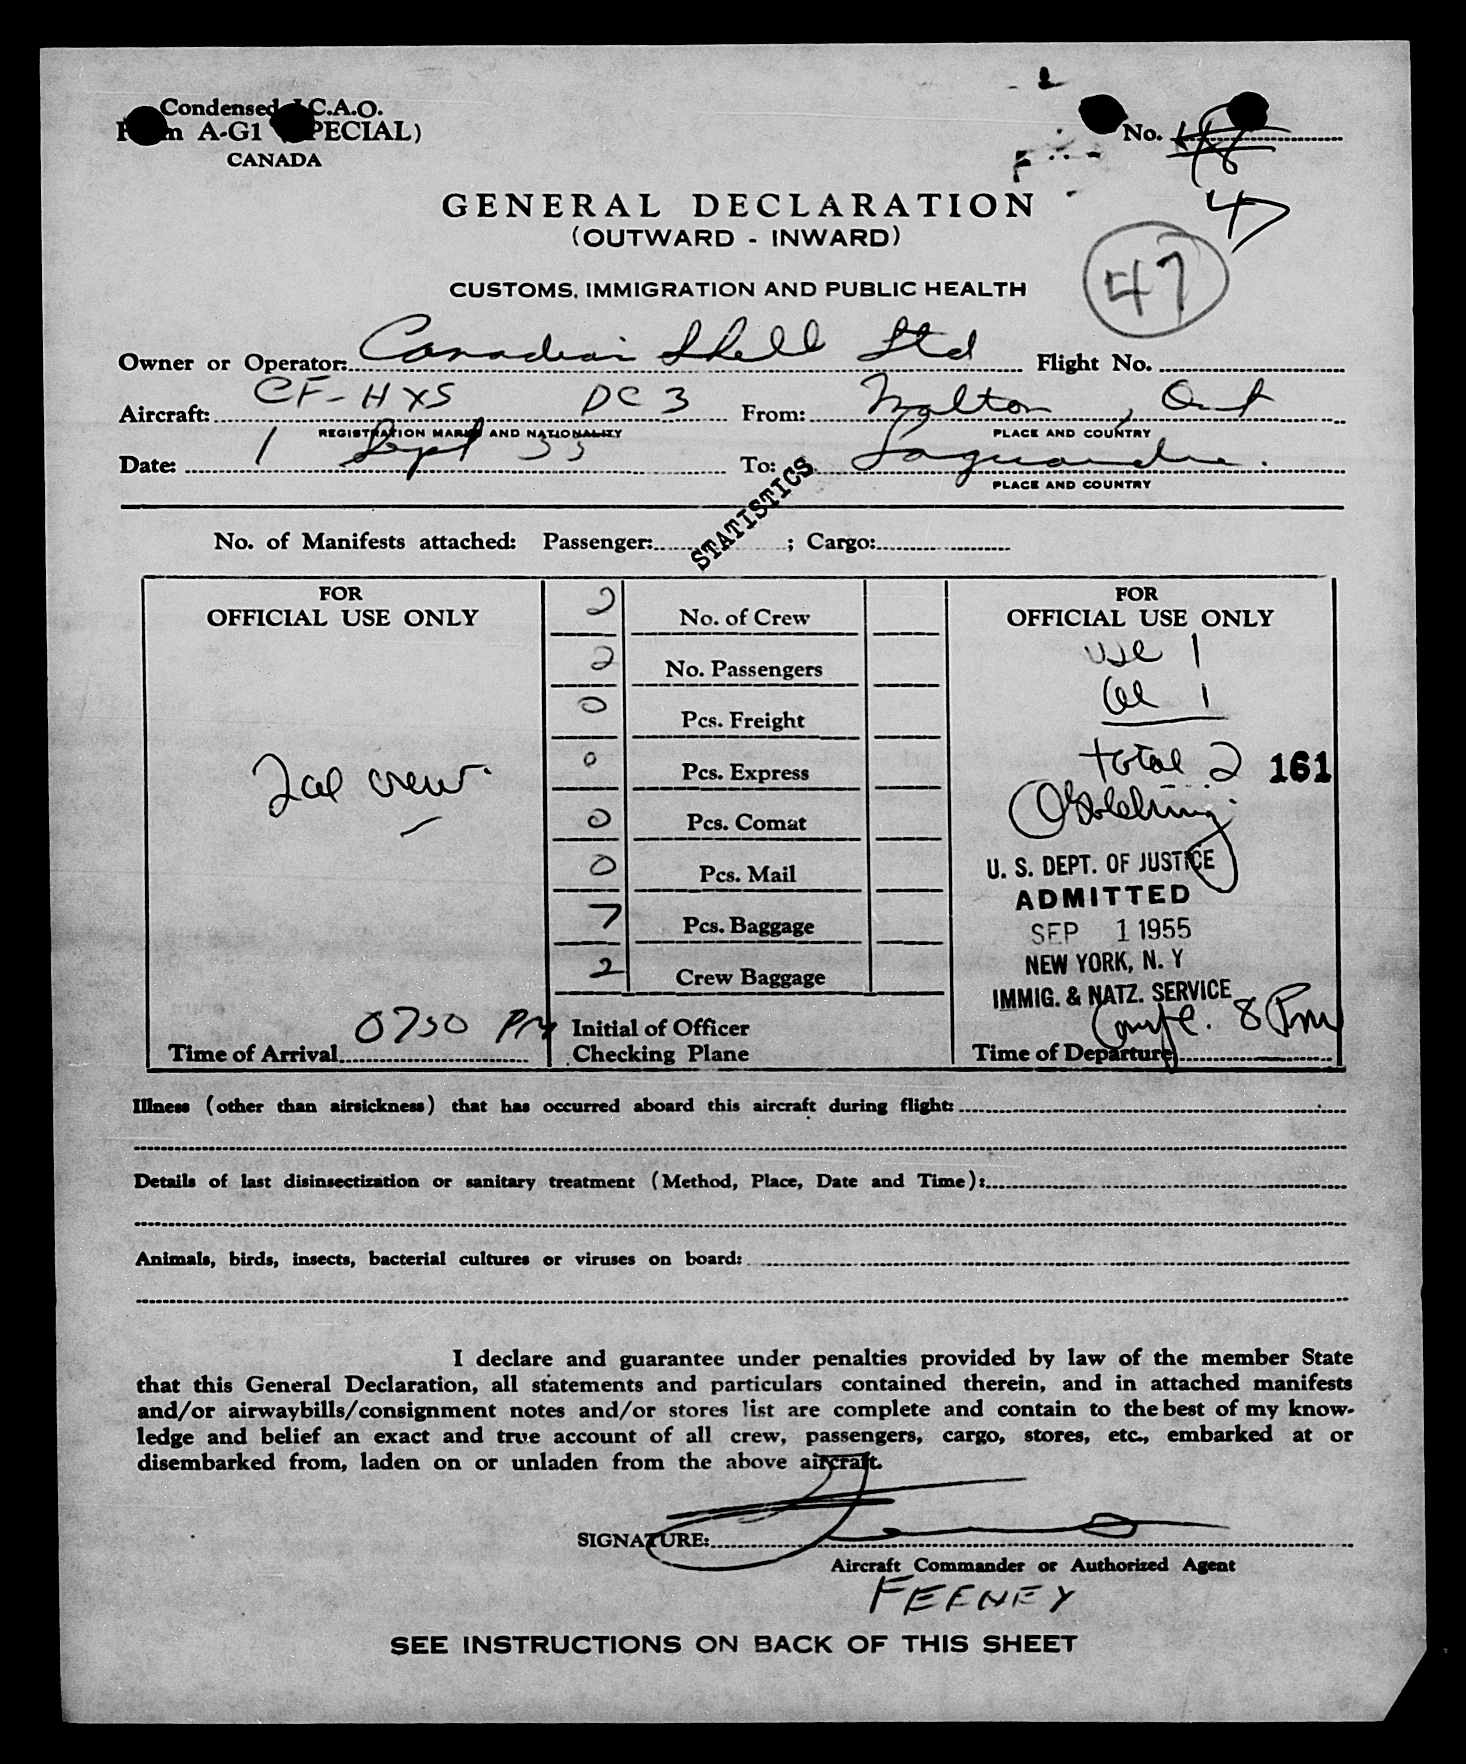 Condensed I.C.A.O.
Form A-G1 (SPECIAL)
CANADA
No.
47
GENERAL DECLARATION
(OUTWARD - INWARD)
47
CUSTOMS, IMMIGRATION AND PUBLIC HEALTH
Owner or Operator: Canadian Shell Ltd Flight No.
Aircraft: CF-HXS DC3 From: Malton, Ont
REGISTRATION MARKS AND NATIONALITY PLACE AND COUNTRY
Date: 1 Sept 55 To: Laguardia.
PLACE AND COUNTRY
STATISTICS
No. of Manifests attached: Passenger: ; Cargo:
FOR
OFFICIAL USE ONLY
2al crew.
Time of Arrival 0750 PM
2 No. of Crew
2 No. Passengers
0 Pcs. Freight
0 Pcs. Express
0 Pcs. Comat
0 Pcs. Mail
7 Pcs. Baggage
2 Crew Baggage
Initial of Officer
Checking Plane
FOR
OFFICIAL USE ONLY
usc 1
al 1
total 2 161
U. S. DEPT. OF JUSTICE
ADMITTED
SEP 1 1955
NEW YORK, N. Y
IMMIG. & NATZ. SERVICE
8 Pm
Time of Departure
Illness (other than airsickness) that has occurred aboard this aircraft during flight:
Details of last disinsectization or sanitary treatment (Method, Place, Date and Time):
Animals, birds, insects, bacterial cultures or viruses on board:
I declare and guarantee under penalties provided by law of the member State
that this General Declaration, all statements and particulars contained therein, and in attached manifests
and/or airwaybills/consignment notes and/or stores list are complete and contain to the best of my know-
ledge and belief an exact and true account of all crew, passengers, cargo, stores, etc., embarked at or
disembarked from, laden on or unladen from the above aircraft.
SIGNATURE:
Aircraft Commander or Authorized Agent
FEENEY
SEE INSTRUCTIONS ON BACK OF THIS SHEET